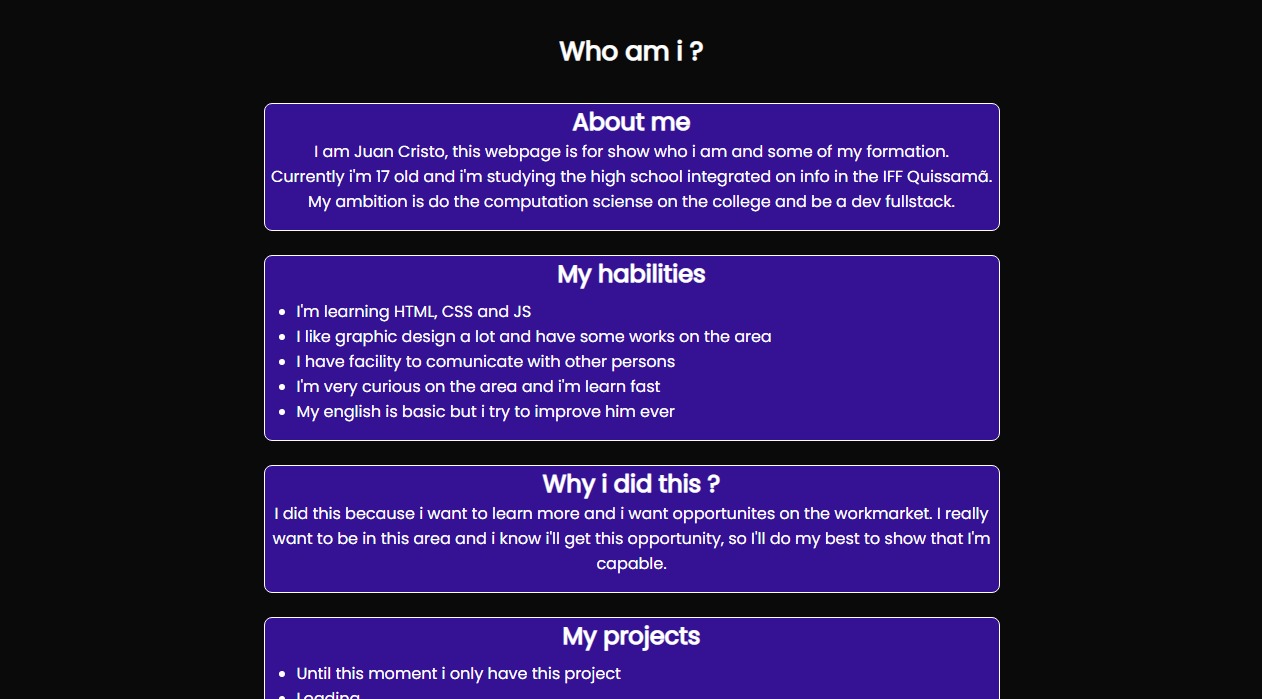 Who am i ?
About me
I am Juan Cristo, this webpage is for show who i am and some of my formation.
Currently i'm 17 old and i'm studying the high school integrated on info in the IFF Quissamã.
My ambition is do the computation sciense on the college and be a dev fullstack.
My habilities
I'm learning HTML, CSS and JS
I like graphic design a lot and have some works on the area
I have facility to comunicate with other persons
I'm very curious on the area and i'm learn fast
My english is basic but i try to improve him ever
Why i did this ?
I did this because i want to learn more and i want opportunites on the workmarket. I really
want to be in this area and i know i'll get this opportunity, so I'll do my best to show that I'm
capable.
My projects
Until this moment i only have this project
Loading